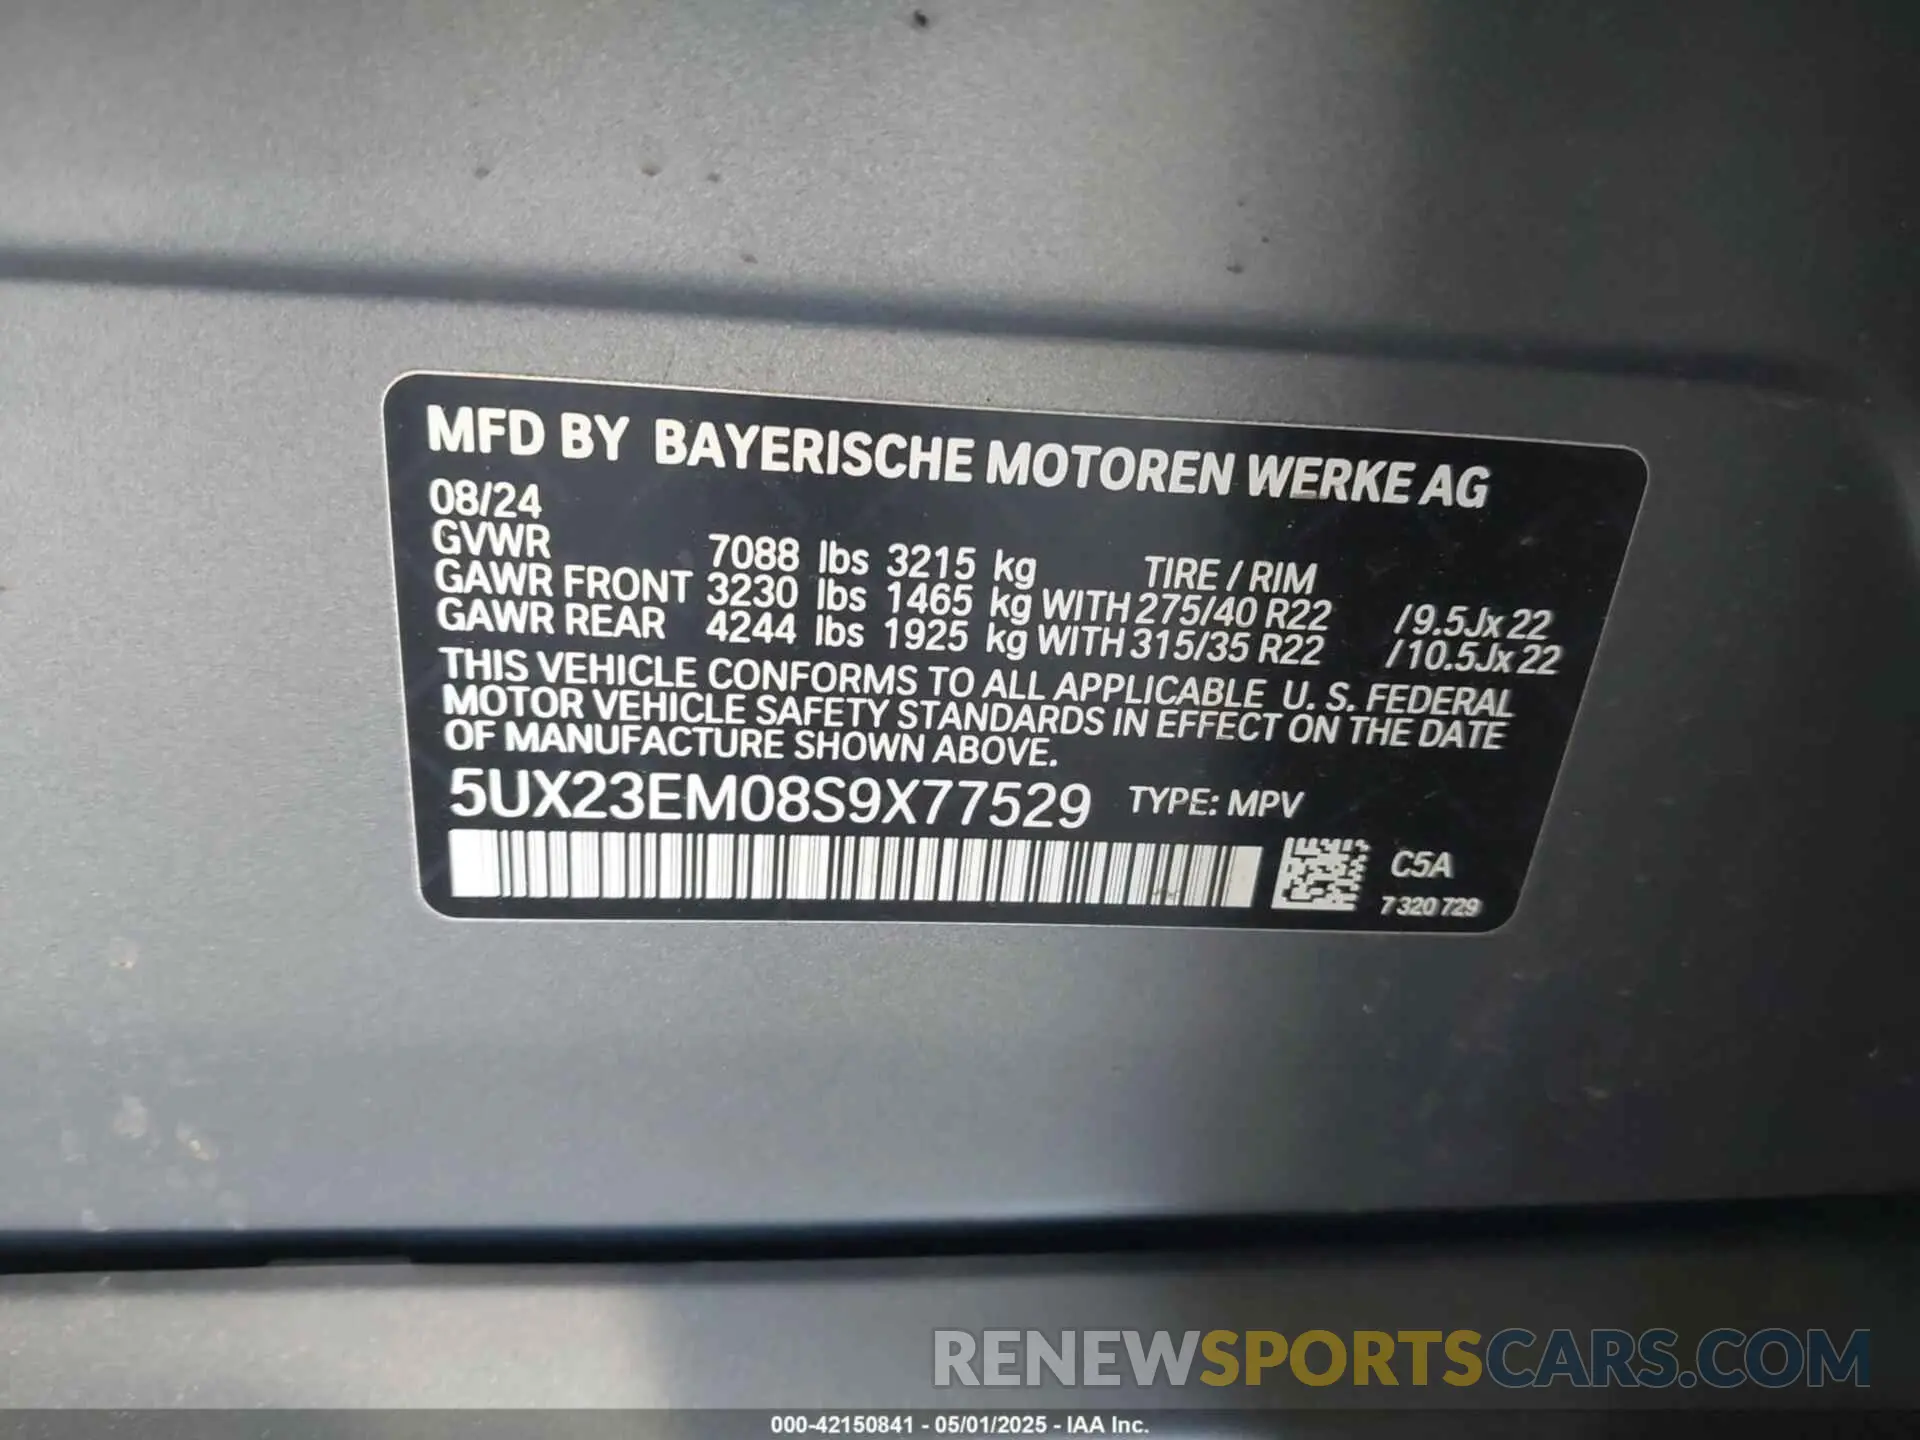 MFD BY BAYERISCHE MOTOREN WERKE AG
08/24
GVWR 7088 lbs 3215 kg TIRE / RIM
GAWR FRONT 3230 lbs 1465 kg WITH 275/40 R22 /9.5Jx22
GAWR REAR 4244 lbs 1925 kg WITH 315/35 R22 /10.5Jx22
THIS VEHICLE CONFORMS TO ALL APPLICABLE U. S. FEDERAL
MOTOR VEHICLE SAFETY STANDARDS IN EFFECT ON THE DATE
OF MANUFACTURE SHOWN ABOVE.
5UX23EM08S9X77529 TYPE: MPV
C5A
7 320 729
RENEWSPORTSCARS.COM
000-42150841 - 05/01/2025 - IAA Inc.